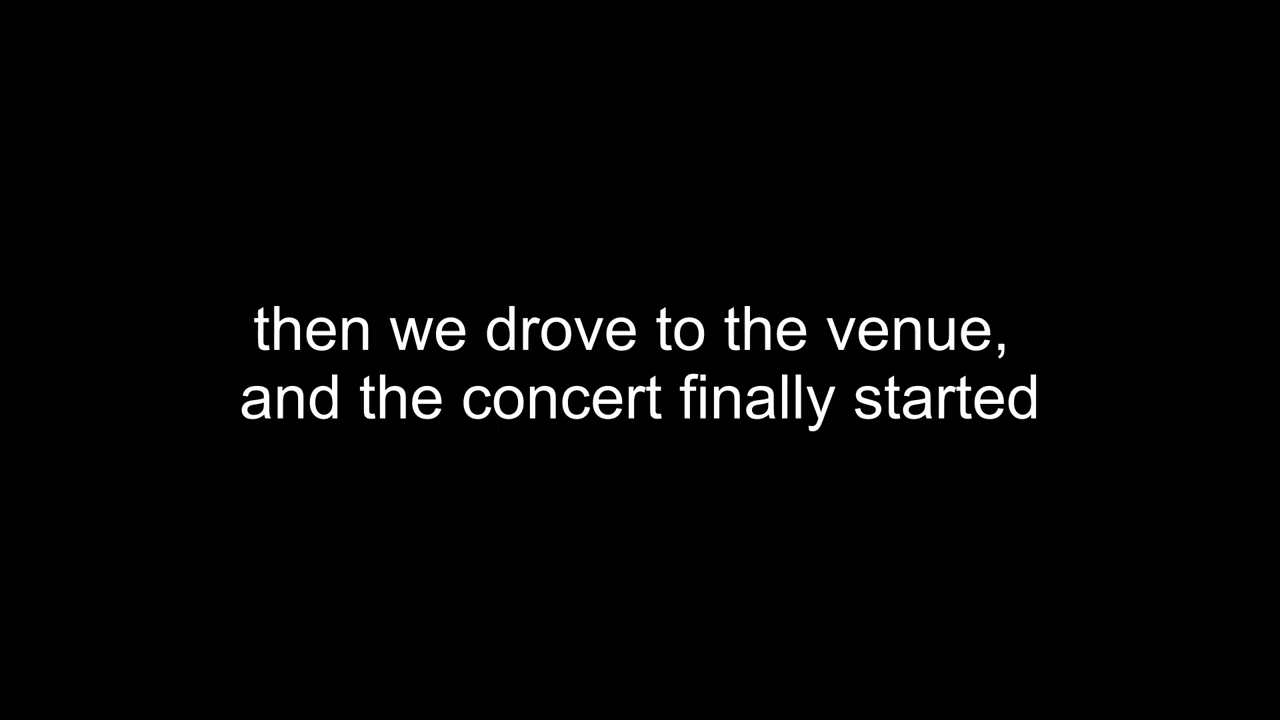 then we drove to the venue,
and the concert finally started